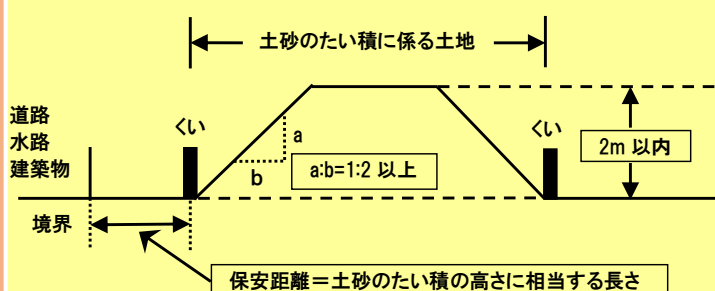 土砂のたい積に係る土地
道路
水路
建築物
くい
a
b
a:b=1:2 以上
くい
2m 以内
境界
保安距離＝土砂のたい積の高さに相当する長さ